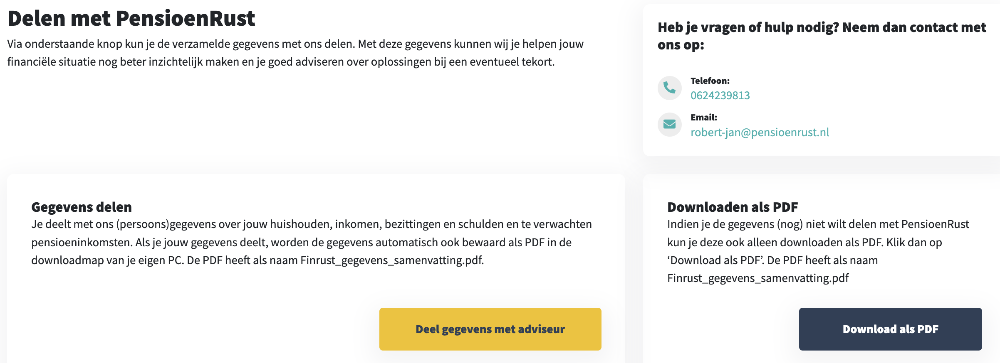 Delen met PensioenRust
Via onderstaande knop kun je de verzamelde gegevens met ons delen. Met deze gegevens kunnen wij je helpen jouw
financiële situatie nog beter inzichtelijk maken en je goed adviseren over oplossingen bij een eventueel tekort.
Heb je vragen of hulp nodig? Neem dan contact met
ons op:
Telefoon:
0624239813
Email:
robert-jan@pensioenrust.nl
Gegevens delen
Je deelt met ons (persoons)gegevens over jouw huishouden, inkomen, bezittingen en schulden en te verwachten
pensioeninkomsten. Als je jouw gegevens deelt, worden de gegevens automatisch ook bewaard als PDF in de
downloadmap van je eigen PC. De PDF heeft als naam Finrust_gegevens_samenvatting.pdf.
Deel gegevens met adviseur
Downloaden als PDF
Indien je de gegevens (nog) niet wilt delen met PensioenRust
kun je deze ook alleen downloaden als PDF. Klik dan op
‘Download als PDF’. De PDF heeft als naam
Finrust_gegevens_samenvatting.pdf
Download als PDF